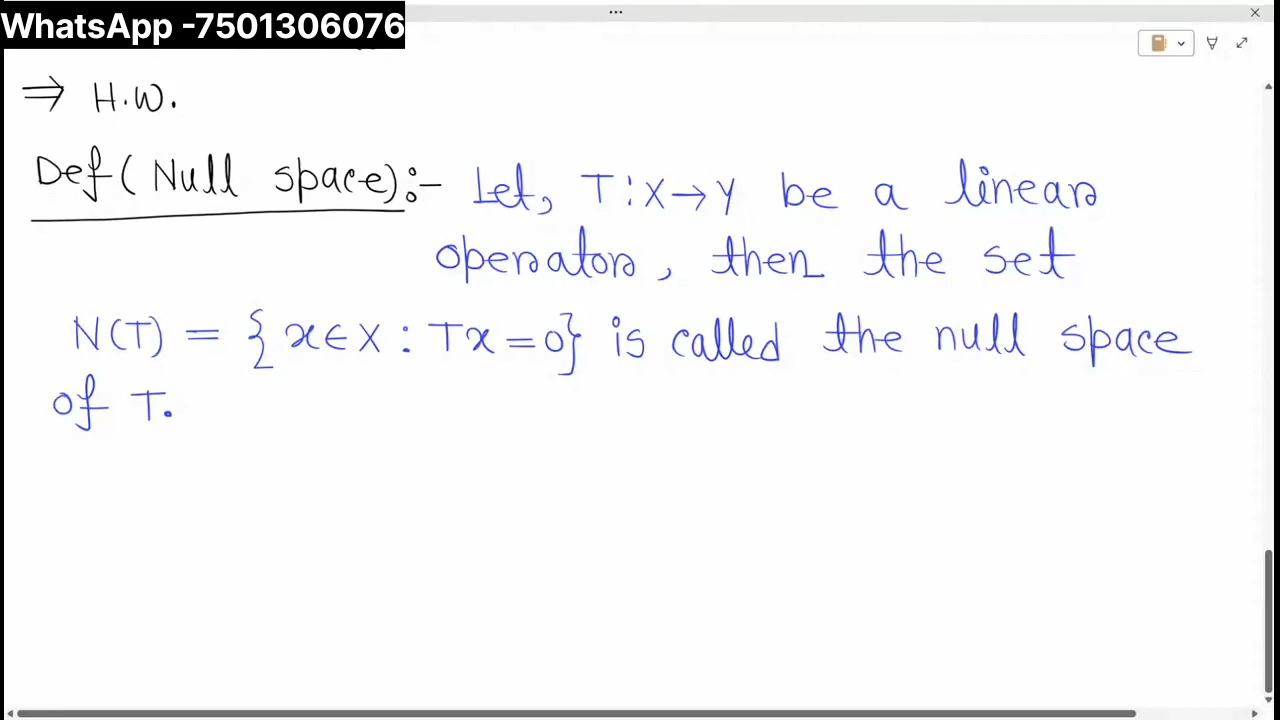 WhatsApp -7501306076
⇒ H.W.
Def( Null space):- Let, T:X→Y be a linear
operator, then the set
N(T) = {x∈X : Tx=0} is called the null space
of T.